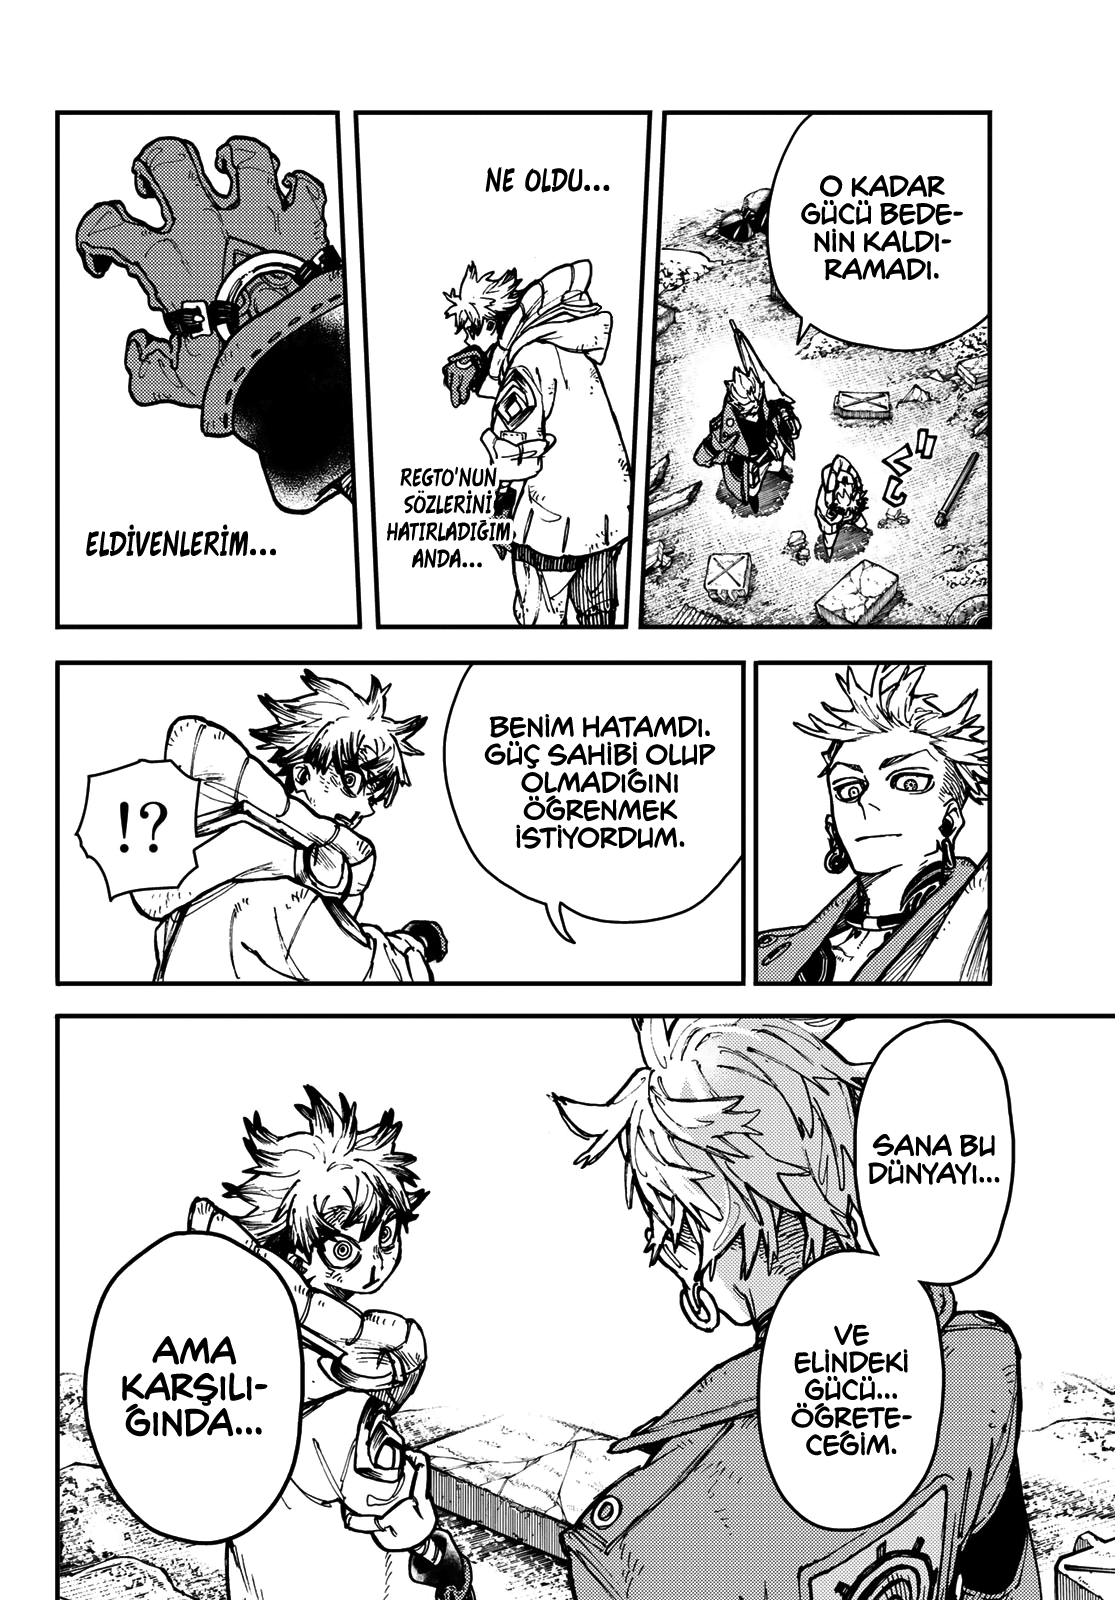 O KADAR
GÜCÜ BEDE-
NİN KALDI-
RAMADI.
NE OLDU...
REGTO'NUN
SÖZLERİNİ
HATIRLADIĞIM
ANDA...
ELDİVENLERİM...
BENİM HATAMDI.
GÜÇ SAHİBİ OLUP
OLMADIĞINI
ÖĞRENMEK
İSTİYORDUM.
!?
SANA BU
DÜNYAYI...
VE
ELİNDEKİ
GÜCÜ...
ÖĞRETE-
CEĞİM.
AMA
KARŞILI-
ĞINDA...